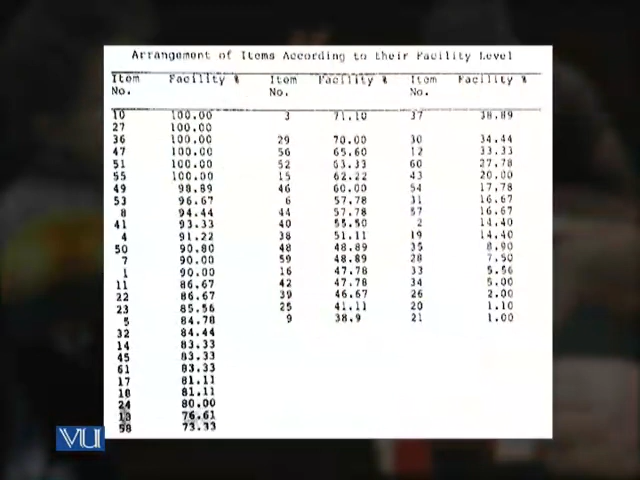 Arrangement of Items According to their Facility Level
Item No. Facility % Item No. Facility % Item No. Facility %
10 100.00 3 71.10 37 38.89
27 100.00
36 100.00 29 70.00 30 34.44
47 100.00 56 65.60 12 33.33
51 100.00 52 63.33 60 27.78
55 100.00 15 62.22 43 20.00
49 98.89 46 60.00 54 17.78
53 96.67 6 57.78 31 16.67
8 94.44 44 57.78 57 16.67
41 93.33 40 55.50 2 14.40
4 91.22 38 51.11 19 14.40
50 90.80 48 48.89 35 8.90
7 90.00 59 48.89 28 7.50
1 90.00 16 47.78 33 5.56
11 86.67 42 47.78 34 5.00
22 86.67 39 46.67 26 2.00
23 85.56 25 41.11 20 1.10
5 84.78 9 38.9 21 1.00
32 84.44
14 83.33
45 83.33
61 83.33
17 81.11
18 81.11
24 80.00
13 76.61
58 73.33
VU